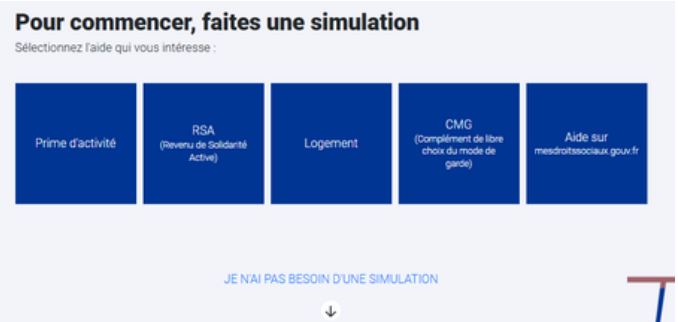 Pour commencer, faites une simulation
Sélectionnez l'aide qui vous intéresse :
Prime d'activité
RSA
(Revenu de Solidarité
Active)
Logement
CMG
(Complément de libre
choix du mode de
garde)
Aide sur
mesdroitssociaux.gouv.fr
JE N'AI PAS BESOIN D'UNE SIMULATION